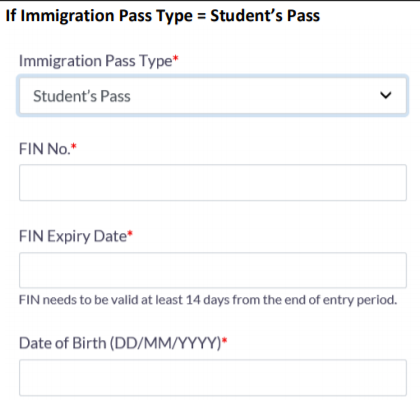 If Immigration Pass Type = Student’s Pass
Immigration Pass Type*
Student's Pass
FIN No.*
FIN Expiry Date*
FIN needs to be valid at least 14 days from the end of entry period.
Date of Birth (DD/MM/YYYY)*